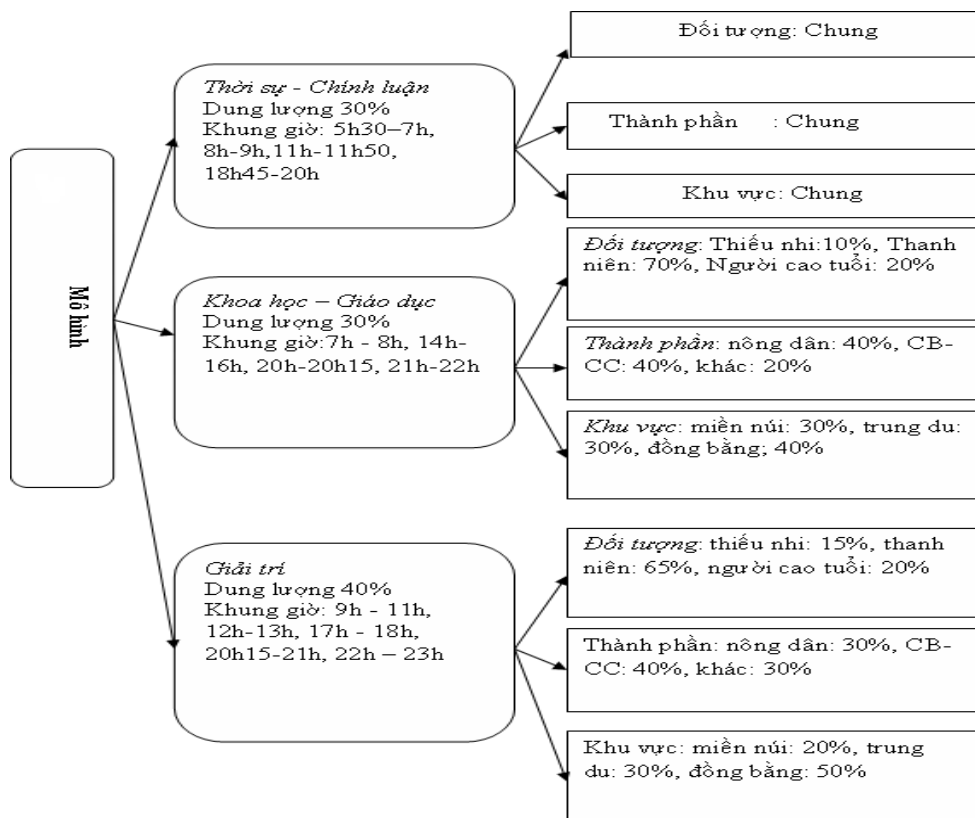 Mô hình
Thời sự - Chính luận
Dung lượng 30%
Khung giờ: 5h30–7h,
8h-9h,11h-11h50,
18h45-20h
Đối tượng: Chung
Thành phần : Chung
Khu vực: Chung
Khoa học – Giáo dục
Dung lượng 30%
Khung giờ:7h - 8h, 14h-
16h, 20h-20h15, 21h-22h
Đối tượng: Thiếu nhi:10%, Thanh
niên: 70%, Người cao tuổi: 20%
Thành phần: nông dân: 40%, CB-
CC: 40%, khác: 20%
Khu vực: miền núi: 30%, trung du:
30%, đồng bằng; 40%
Giải trí
Dung lượng 40%
Khung giờ: 9h - 11h,
12h-13h, 17h - 18h,
20h15-21h, 22h – 23h
Đối tượng: thiếu nhi: 15%, thanh
niên: 65%, người cao tuổi: 20%
Thành phần: nông dân: 30%, CB-
CC: 40%, khác: 30%
Khu vực: miền núi: 20%, trung
du: 30%, đồng bằng: 50%